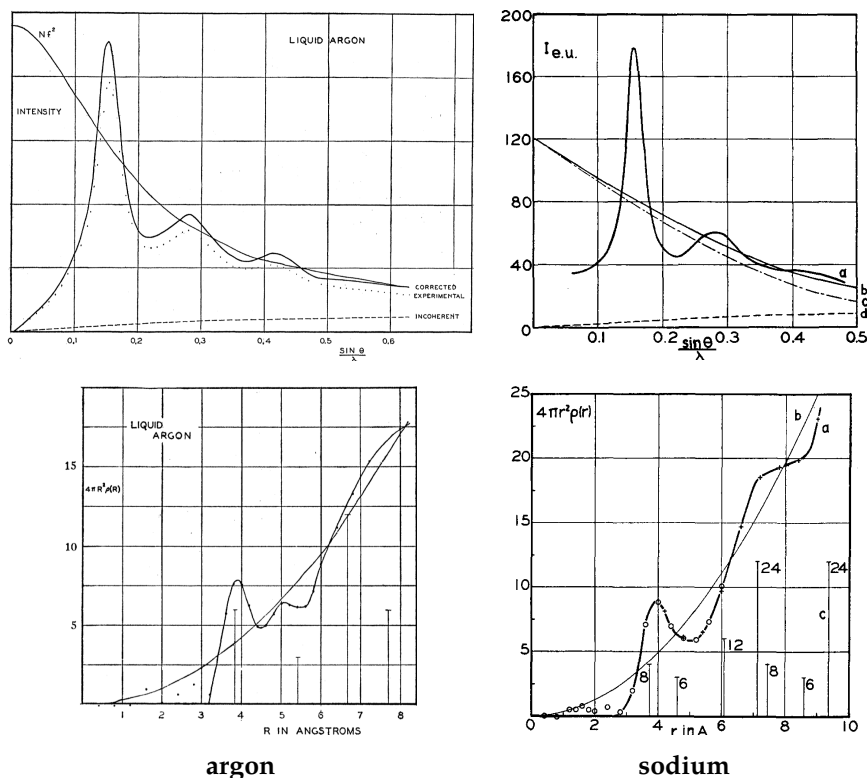 Nf²
LIQUID ARGON
INTENSITY
CORRECTED
EXPERIMENTAL
INCOHERENT
0 0,1 0,2 0,3 0,4 0,5 0,6
SIN θ
λ
200
160
120
80
40
0
I e.u.
a
b
c
d
0.1 0.2 0.3 0.4 0.5
sin θ
λ
LIQUID
ARGON
15
4πR²ρ(R)
10
5
1 2 3 4 5 6 7 8
R IN ANGSTROMS
25
20
15
10
5
0
4πr²ρ(r)
b
a
24
24
c
12
8
6
8
6
0 2 4 6 8 10
r in A
argon
sodium